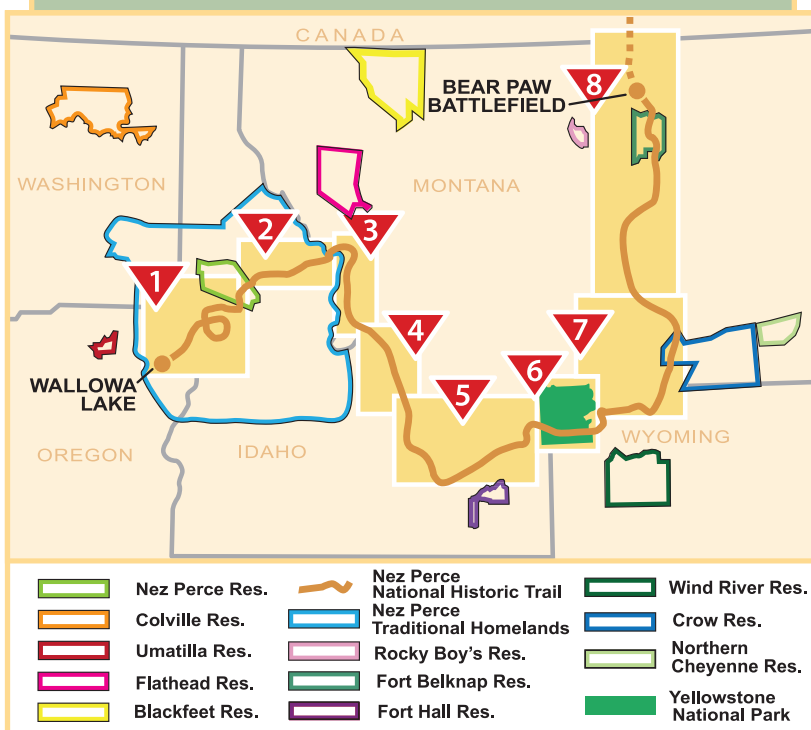 CANADA
BEAR PAW
BATTLEFIELD
8
WASHINGTON
MONTANA
2
3
1
4
7
6
5
WALLOWA
LAKE
OREGON
IDAHO
WYOMING
Nez Perce Res.
Colville Res.
Umatilla Res.
Flathead Res.
Blackfeet Res.
Nez Perce
National Historic Trail
Nez Perce
Traditional Homelands
Rocky Boy's Res.
Fort Belknap Res.
Fort Hall Res.
Wind River Res.
Crow Res.
Northern
Cheyenne Res.
Yellowstone
National Park